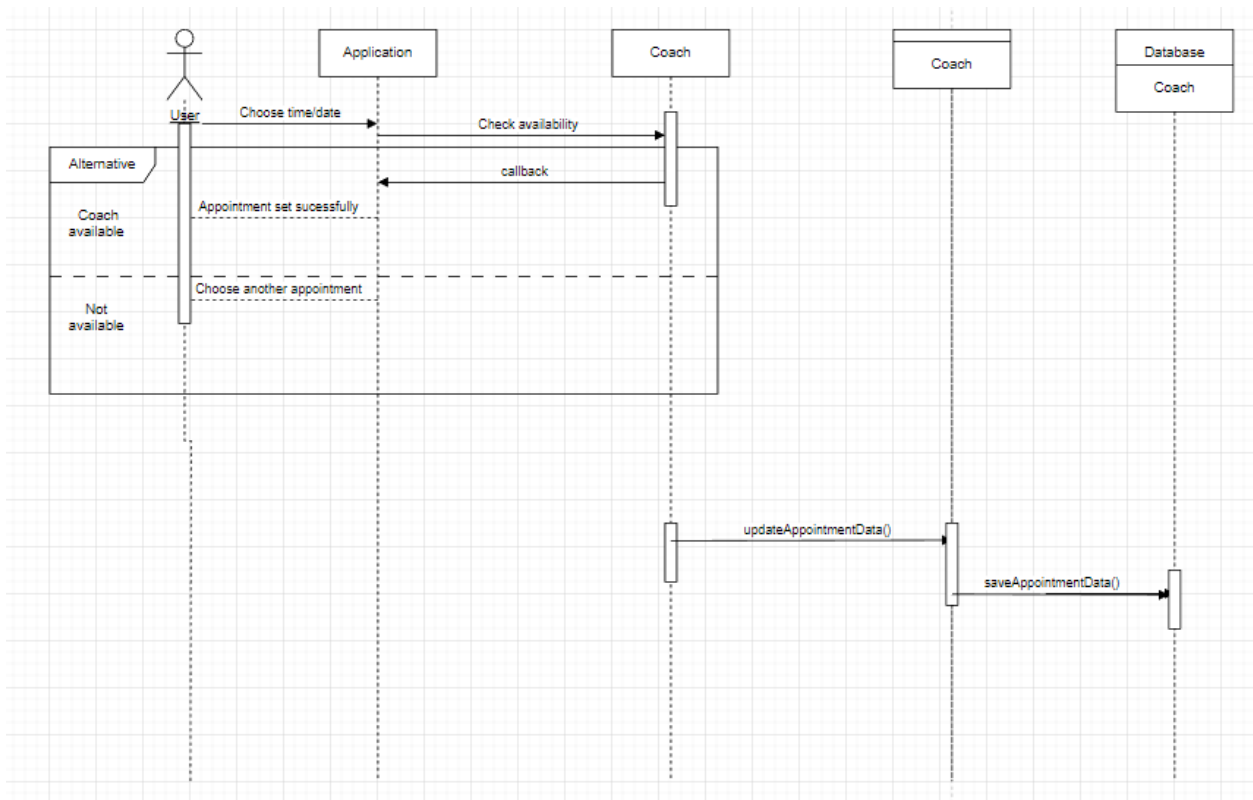 Application
Coach
Coach
Database
Coach
User
Choose time/date
Check availability
Alternative
callback
Coach
available
Appointment set sucessfully
Choose another appointment
Not
available
updateAppointmentData()
saveAppointmentData()